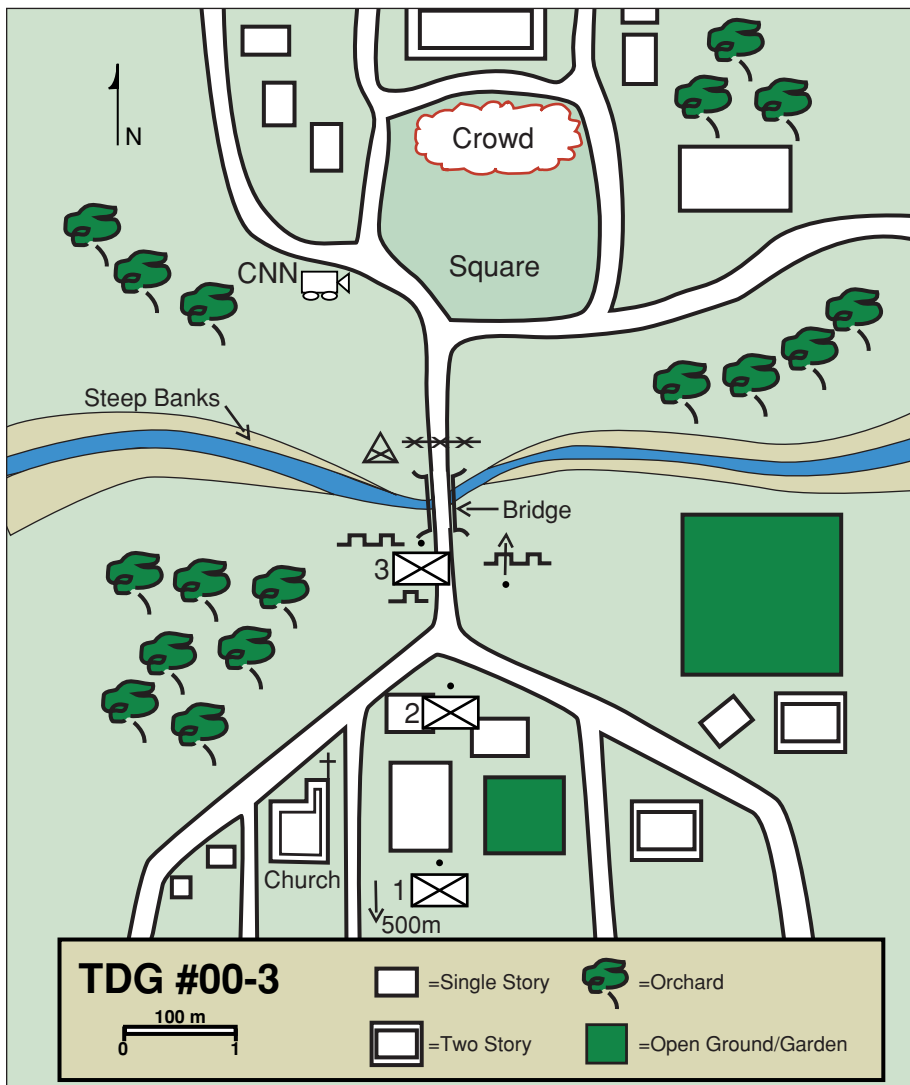 N
Crowd
Square
CNN
Steep Banks
Bridge
3
2
1
Church
500m
TDG #00-3
100 m
0 1
=Single Story
=Orchard
=Two Story
=Open Ground/Garden